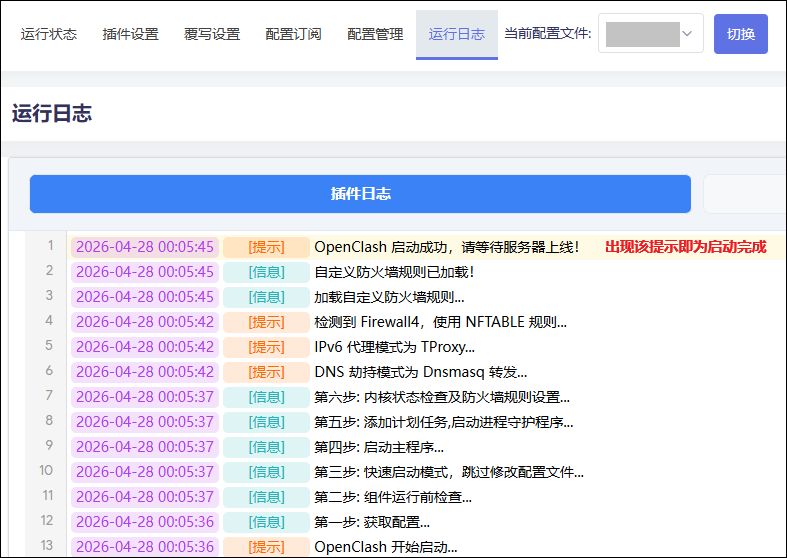 运行状态 插件设置 覆写设置 配置订阅 配置管理 运行日志 当前配置文件: 切换
运行日志
插件日志
1 2026-04-28 00:05:45 [提示] OpenClash 启动成功，请等待服务器上线！ 出现该提示即为启动完成
2 2026-04-28 00:05:45 [信息] 自定义防火墙规则已加载！
3 2026-04-28 00:05:45 [信息] 加载自定义防火墙规则...
4 2026-04-28 00:05:42 [提示] 检测到 Firewall4，使用 NFTABLE 规则...
5 2026-04-28 00:05:42 [提示] IPv6 代理模式为 TProxy...
6 2026-04-28 00:05:42 [提示] DNS 劫持模式为 Dnsmasq 转发...
7 2026-04-28 00:05:37 [信息] 第六步: 内核状态检查及防火墙规则设置...
8 2026-04-28 00:05:37 [信息] 第五步: 添加计划任务,启动进程守护程序...
9 2026-04-28 00:05:37 [信息] 第四步: 启动主程序...
10 2026-04-28 00:05:37 [信息] 第三步: 快速启动模式，跳过修改配置文件...
11 2026-04-28 00:05:37 [信息] 第二步: 组件运行前检查...
12 2026-04-28 00:05:36 [信息] 第一步: 获取配置...
13 2026-04-28 00:05:36 [提示] OpenClash 开始启动...